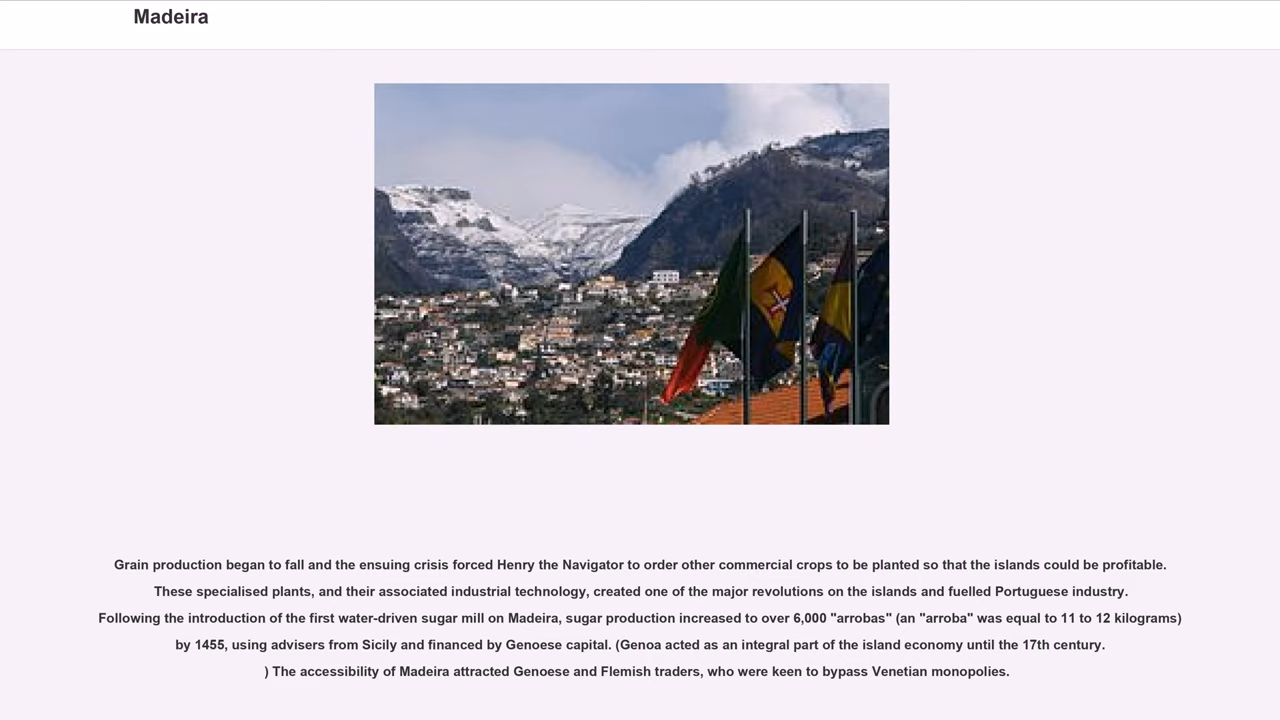 Madeira
Grain production began to fall and the ensuing crisis forced Henry the Navigator to order other commercial crops to be planted so that the islands could be profitable.
These specialised plants, and their associated industrial technology, created one of the major revolutions on the islands and fuelled Portuguese industry.
Following the introduction of the first water-driven sugar mill on Madeira, sugar production increased to over 6,000 "arrobas" (an "arroba" was equal to 11 to 12 kilograms)
by 1455, using advisers from Sicily and financed by Genoese capital. (Genoa acted as an integral part of the island economy until the 17th century.
) The accessibility of Madeira attracted Genoese and Flemish traders, who were keen to bypass Venetian monopolies.